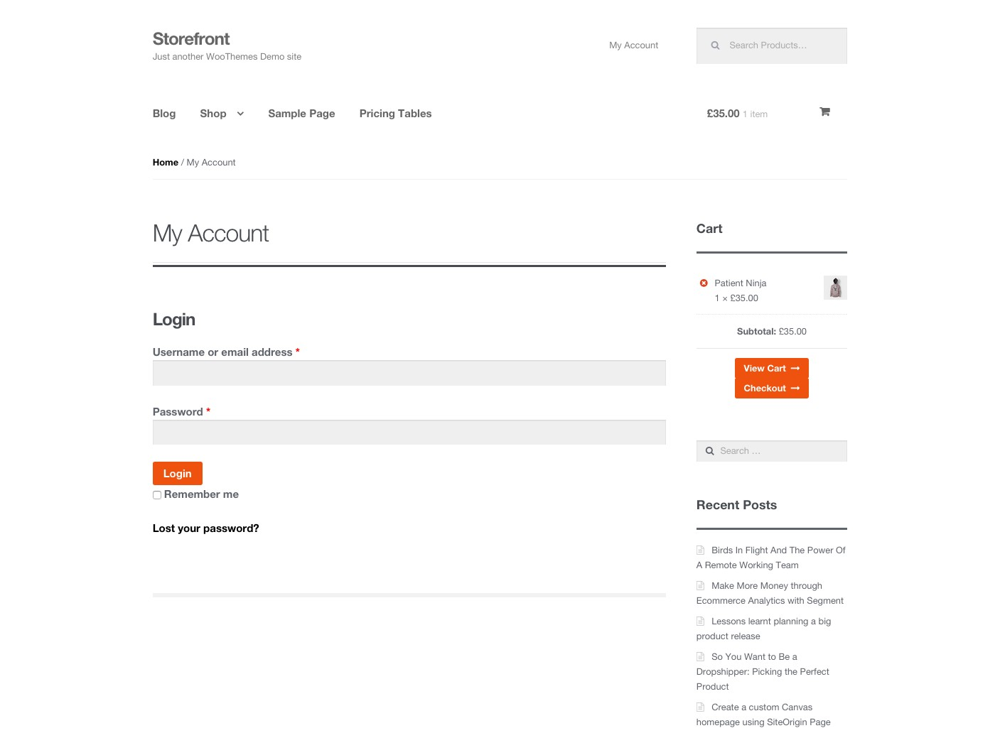 Storefront
Just another WooThemes Demo site
My Account
Search Products...
Blog
Shop
Sample Page
Pricing Tables
£35.00 1 item
Home / My Account
My Account
Login
Username or email address *
Password *
Login
Remember me
Lost your password?
Cart
Patient Ninja
1 × £35.00
Subtotal: £35.00
View Cart →
Checkout →
Search ...
Recent Posts
Birds In Flight And The Power Of
A Remote Working Team
Make More Money through
Ecommerce Analytics with Segment
Lessons learnt planning a big
product release
So You Want to Be a
Dropshipper: Picking the Perfect
Product
Create a custom Canvas
homepage using SiteOrigin Page